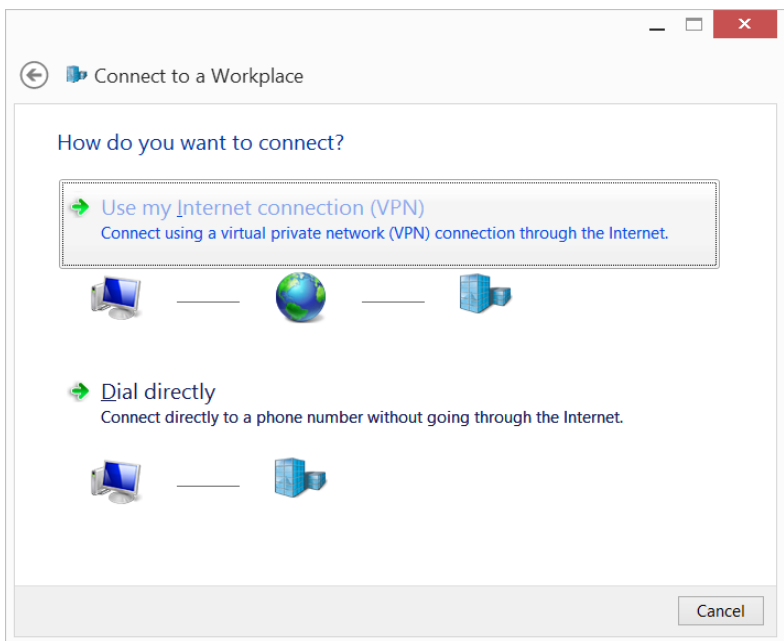 Connect to a Workplace
How do you want to connect?
Use my Internet connection (VPN)
Connect using a virtual private network (VPN) connection through the Internet.
Dial directly
Connect directly to a phone number without going through the Internet.
Cancel